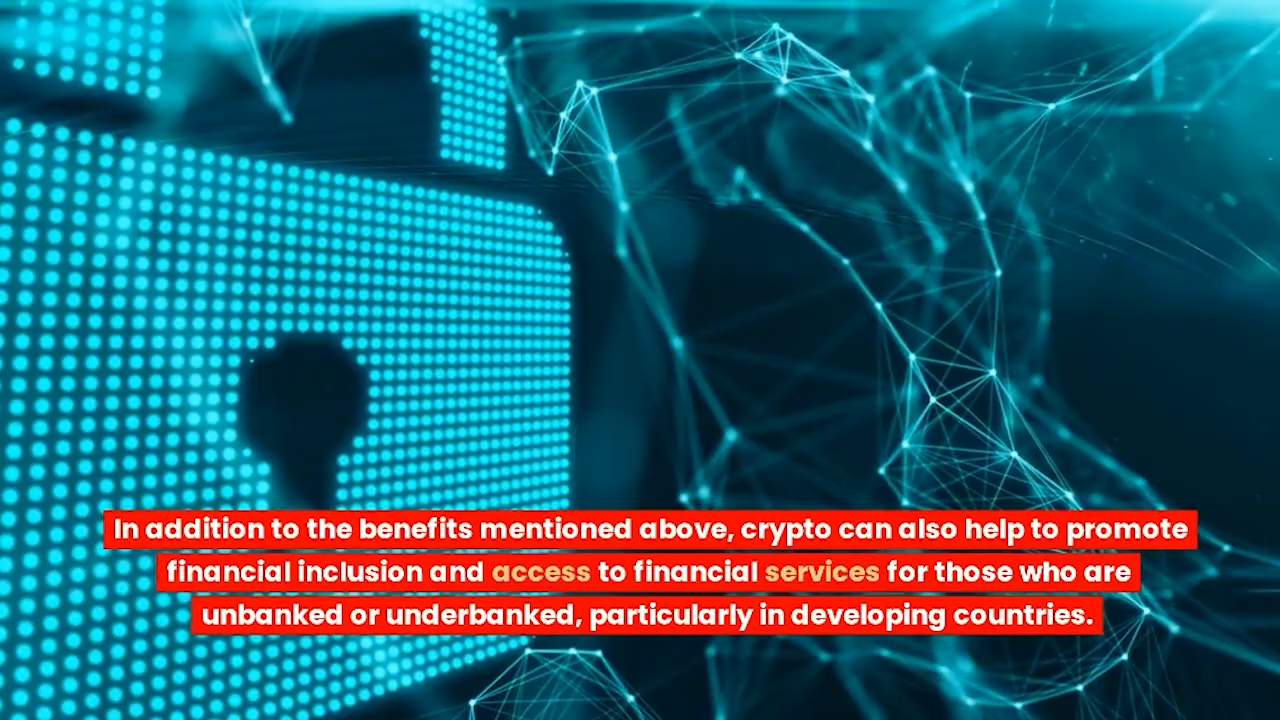 In addition to the benefits mentioned above, crypto can also help to promote
financial inclusion and access to financial services for those who are
unbanked or underbanked, particularly in developing countries.